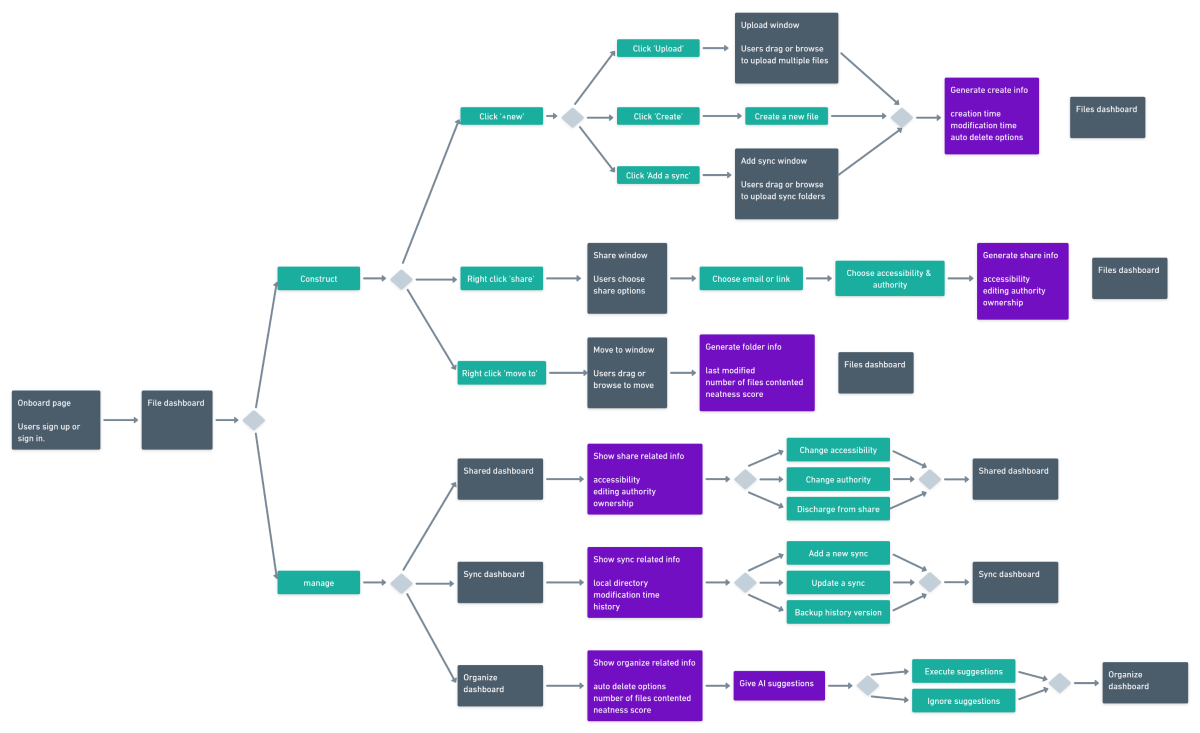 Onboard page
Users sign up or
sign in.
File dashboard
Construct
Click '+new'
Click 'Upload'
Upload window
Users drag or browse
to upload multiple files
Click 'Create'
Create a new file
Click 'Add a sync'
Add sync window
Users drag or browse
to upload sync folders
Generate create info
creation time
modification time
auto delete options
Files dashboard
Right click 'share'
Share window
Users choose
share options
Choose email or link
Choose accessibility &
authority
Generate share info
accessibility
editing authority
ownership
Files dashboard
Right click 'move to'
Move to window
Users drag or
browse to move
Generate folder info
last modified
number of files contented
neatness score
Files dashboard
manage
Shared dashboard
Show share related info
accessibility
editing authority
ownership
Change accessibility
Change authority
Discharge from share
Shared dashboard
Sync dashboard
Show sync related info
local directory
modification time
history
Add a new sync
Update a sync
Backup history version
Sync dashboard
Organize
dashboard
Show organize related info
auto delete options
number of files contented
neatness score
Give AI suggestions
Execute suggestions
Ignore suggestions
Organize
dashboard